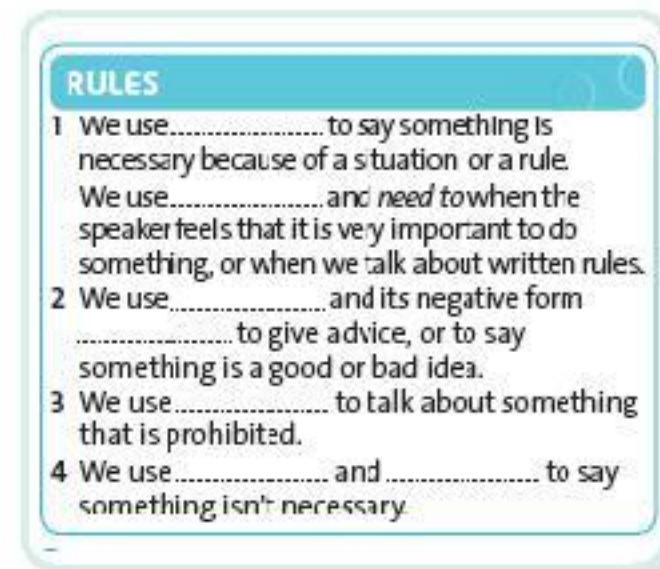 RULES
1 We use...................... to say something is
necessary because of a situation or a rule.
We use...................... and need to when the
speaker feels that it is very important to do
something, or when we talk about written rules.
2 We use...................... and its negative form
...................... to give advice, or to say
something is a good or bad idea.
3 We use...................... to talk about something
that is prohibited.
4 We use...................... and ...................... to say
something isn't necessary.